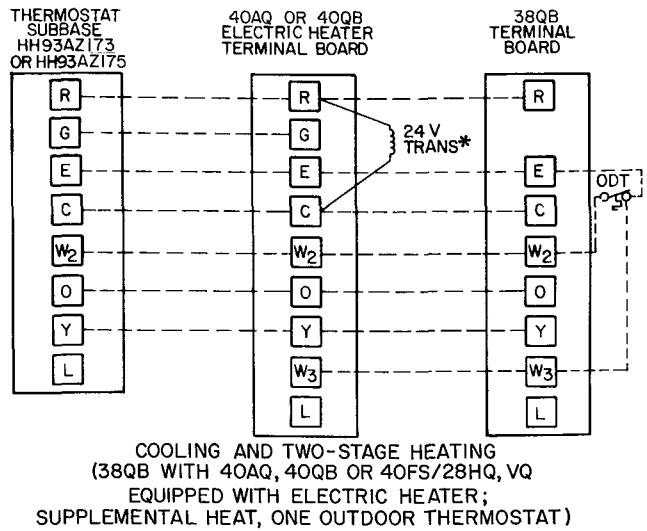 THERMOSTAT
SUBBASE
HH93AZ173
OR HH93AZ175
40AQ OR 40QB
ELECTRIC HEATER
TERMINAL BOARD
38QB
TERMINAL
BOARD
R
G
E
C
W2
O
Y
L
R
G
E
C
W2
O
Y
W3
L
24 V
TRANS*
R
E
C
W2
O
Y
W3
L
ODT
COOLING AND TWO-STAGE HEATING
(38QB WITH 40AQ, 40QB OR 40FS/28HQ, VQ
EQUIPPED WITH ELECTRIC HEATER;
SUPPLEMENTAL HEAT, ONE OUTDOOR THERMOSTAT)